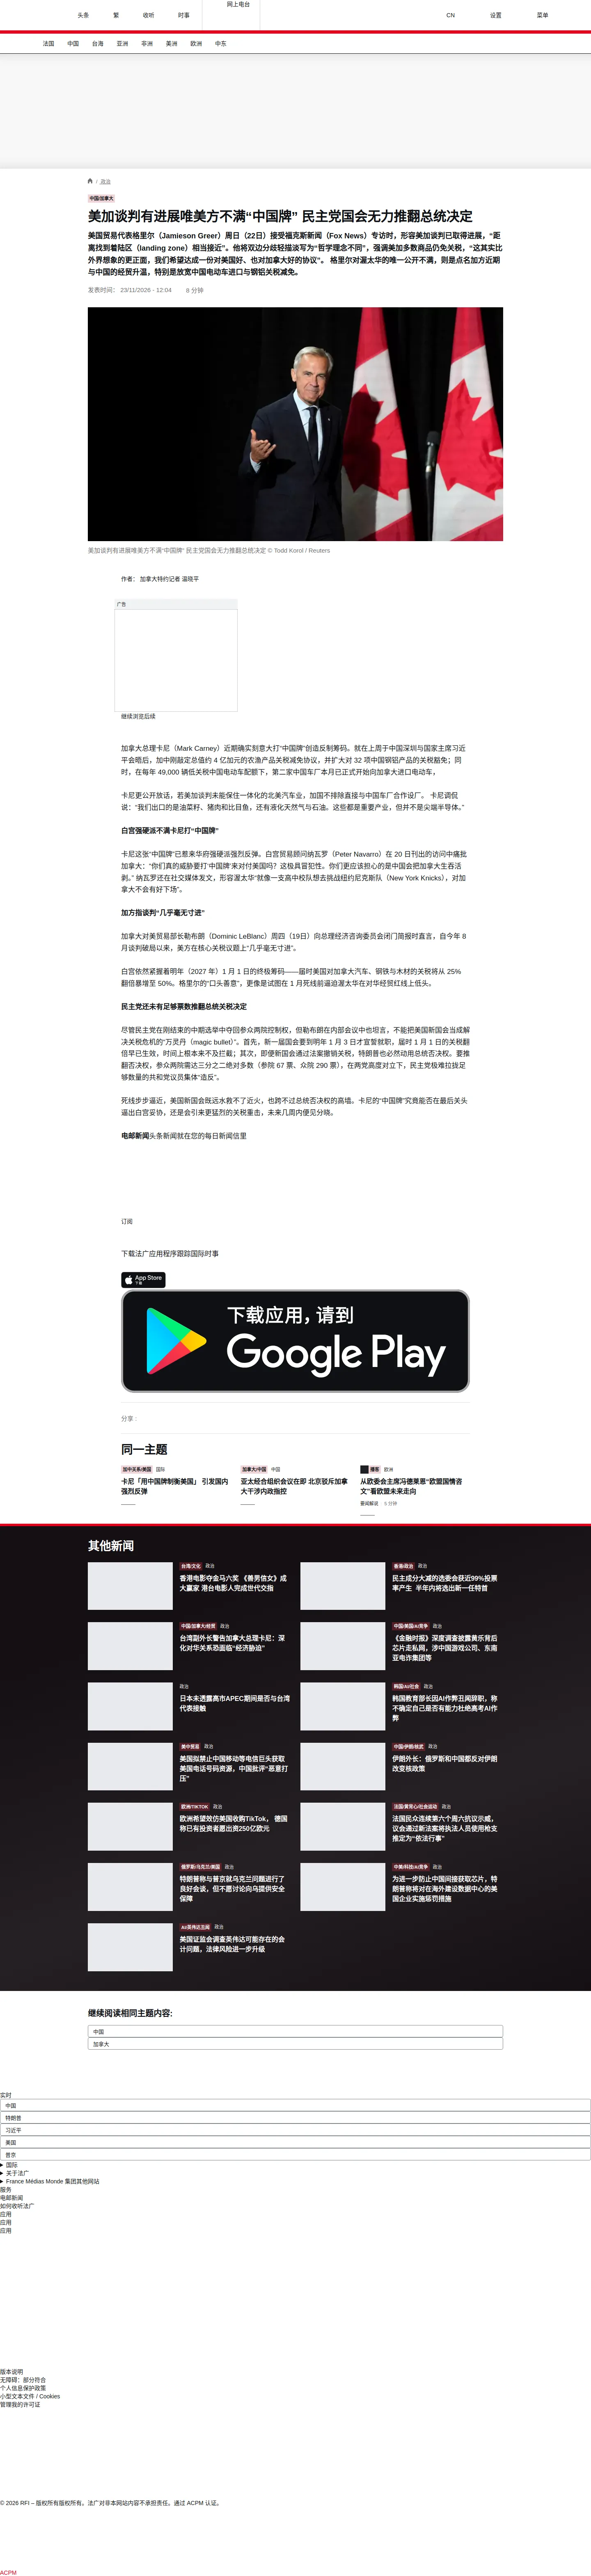 头条
繁
收听
时事
网上电台
CN
设置
菜单
法国
中国
台海
亚洲
非洲
美洲
欧洲
中东
/ 政治
中国/加拿大
美加谈判有进展唯美方不满“中国牌” 民主党国会无力推翻总统决定
美国贸易代表格里尔（Jamieson Greer）周日（22日）接受福克斯新闻（Fox News）专访时，形容美加谈判已取得进展，“距
离找到着陆区（landing zone）相当接近”。他将双边分歧轻描淡写为“哲学理念不同”，强调美加多数商品仍免关税，“这其实比
外界想象的更正面，我们希望达成一份对美国好、也对加拿大好的协议”。 格里尔对渥太华的唯一公开不满，则是点名加方近期
与中国的经贸升温，特别是放宽中国电动车进口与钢铝关税减免。
发表时间： 23/11/2026 - 12:04
8 分钟
美加谈判有进展唯美方不满“中国牌” 民主党国会无力推翻总统决定 © Todd Korol / Reuters
作者： 加拿大特约记者 温晓平
广告
继续浏览后续
加拿大总理卡尼（Mark Carney）近期确实刻意大打“中国牌”创造反制筹码。就在上周于中国深圳与国家主席习近
平会晤后，加中刚敲定总值约 4 亿加元的农渔产品关税减免协议，并扩大对 32 项中国钢铝产品的关税豁免；同
时，在每年 49,000 辆低关税中国电动车配额下，第二家中国车厂本月已正式开始向加拿大进口电动车，
卡尼更公开放话，若美加谈判未能保住一体化的北美汽车业，加国不排除直接与中国车厂合作设厂。 卡尼调侃
说：“我们出口的是油菜籽、猪肉和比目鱼，还有液化天然气与石油。这些都是重要产业，但并不是尖端半导体。”
白宫强硬派不满卡尼打“中国牌”
卡尼这张“中国牌”已惹来华府强硬派强烈反弹。白宫贸易顾问纳瓦罗（Peter Navarro）在 20 日刊出的访问中痛批
加拿大：“你们真的威胁要打‘中国牌’来对付美国吗？这极具冒犯性。你们更应该担心的是中国会把加拿大生吞活
剥。” 纳瓦罗还在社交媒体发文，形容渥太华“就像一支高中校队想去挑战纽约尼克斯队（New York Knicks），对加
拿大不会有好下场”。
加方指谈判“几乎毫无寸进”
加拿大对美贸易部长勒布朗（Dominic LeBlanc）周四（19日）向总理经济咨询委员会闭门简报时直言，自今年 8
月谈判破局以来，美方在核心关税议题上“几乎毫无寸进”。
白宫依然紧握着明年（2027 年）1 月 1 日的终极筹码——届时美国对加拿大汽车、钢铁与木材的关税将从 25%
翻倍暴增至 50%。格里尔的“口头善意”，更像是试图在 1 月死线前逼迫渥太华在对华经贸红线上低头。
民主党还未有足够票数推翻总统关税决定
尽管民主党在刚结束的中期选举中夺回参众两院控制权，但勒布朗在内部会议中也坦言，不能把美国新国会当成解
决关税危机的“万灵丹（magic bullet）”。首先，新一届国会要到明年 1 月 3 日才宣誓就职，届时 1 月 1 日的关税翻
倍早已生效，时间上根本来不及拦截；其次，即便新国会通过法案撤销关税，特朗普也必然动用总统否决权。要推
翻否决权，参众两院需达三分之二绝对多数（参院 67 票、众院 290 票），在两党高度对立下，民主党极难拉拢足
够数量的共和党议员集体“造反”。
死线步步逼近，美国新国会既远水救不了近火，也跨不过总统否决权的高墙。卡尼的“中国牌”究竟能否在最后关头
逼出白宫妥协，还是会引来更猛烈的关税重击，未来几周内便见分晓。
电邮新闻头条新闻就在您的每日新闻信里
订阅
下载法广应用程序跟踪国际时事
App Store
下载
下载应用，请到
Google Play
分享：
同一主题
加中关系/美国 国际
卡尼「用中国牌制衡美国」 引发国内
强烈反弹
加拿大/中国 中国
亚太经合组织会议在即 北京驳斥加拿
大干涉内政指控
播客 欧洲
从欧委会主席冯德莱恩“欧盟国情咨
文”看欧盟未来走向
要闻解说 5 分钟
其他新闻
台湾/文化 政治
香港电影夺金马六奖 《善男信女》成
大赢家 港台电影人完成世代交指
香港/政治 政治
民主成分大减的选委会获近99%投票
率产生 半年内将选出新一任特首
中国/加拿大/经贸 政治
台湾副外长警告加拿大总理卡尼：深
化对华关系恐面临“经济胁迫”
中国/美国/AI竞争 政治
《金融时报》深度调查披露黄乐背后
芯片走私网，涉中国游戏公司、东南
亚电诈集团等
政治
日本未透露高市APEC期间是否与台湾
代表接触
韩国/AI/社会 政治
韩国教育部长因AI作弊丑闻辞职，称
不确定自己是否有能力杜绝高考AI作
弊
美中贸易 政治
美国拟禁止中国移动等电信巨头获取
美国电话号码资源，中国批评“恶意打
压”
中国/伊朗/核武 政治
伊朗外长：俄罗斯和中国都反对伊朗
改变核政策
欧洲/TIKTOK 政治
欧洲希望效仿美国收购TikTok， 德国
称已有投资者愿出资250亿欧元
法国/黄背心/社会运动 政治
法国民众连续第六个周六抗议示威，
议会通过新法案将执法人员使用枪支
推定为“依法行事”
俄罗斯/乌克兰/美国 政治
特朗普称与普京就乌克兰问题进行了
良好会谈，但不愿讨论向乌提供安全
保障
中美/科技/AI竞争 政治
为进一步防止中国间接获取芯片，特
朗普称将对在海外建设数据中心的美
国企业实施惩罚措施
AI/英伟达丑闻 政治
美国证监会调查英伟达可能存在的会
计问题，法律风险进一步升级
继续阅读相同主题内容:
中国
加拿大
实时
中国
特朗普
习近平
美国
普京
国际
关于法广
France Médias Monde 集团其他网站
服务
电邮新闻
如何收听法广
应用
应用
应用
版本说明
无障碍：部分符合
个人信息保护政策
小型文本文件 / Cookies
管理我的许可证
© 2026 RFI – 版权所有版权所有。法广对非本网站内容不承担责任。通过 ACPM 认证。
ACPM